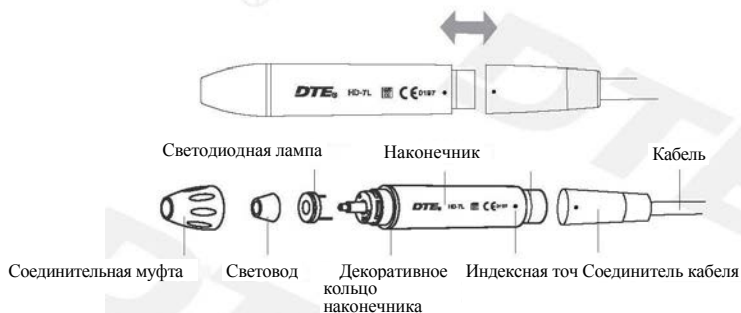 DTE® HD-7L CE0197
Светодиодная лампа Наконечник Кабель
DTE® HD-7L CE0197
Соединительная муфта Световод Декоративное Индексная точ Соединитель кабеля
кольцо
наконечника